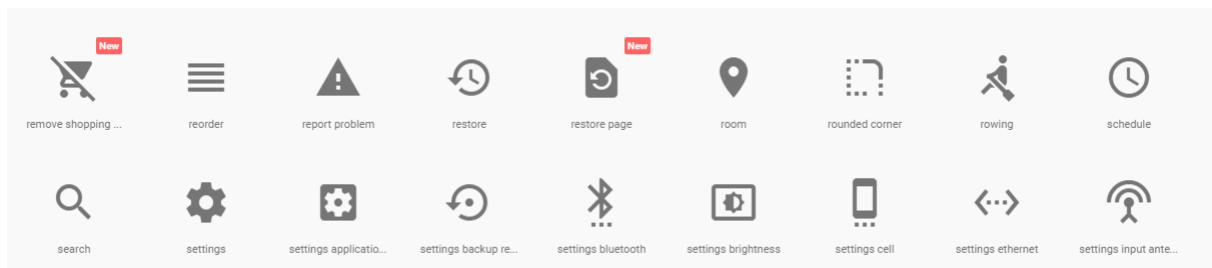 New
New
remove shopping ...
reorder
report problem
restore
restore page
room
rounded corner
rowing
schedule
search
settings
settings applicatio...
settings backup re...
settings bluetooth
settings brightness
settings cell
settings ethernet
settings input ante...